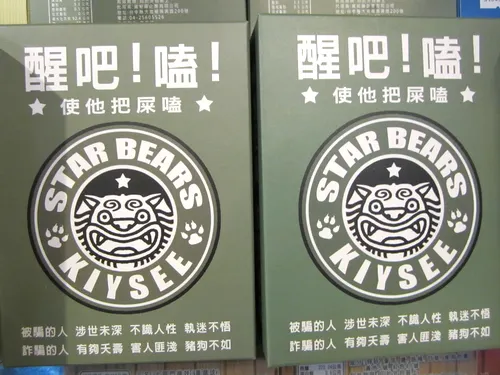 醒吧！嗑！
★使他把屎嗑★
STAR BEARS
KIYSEE
被騙的人 涉世未深 不識人性 執迷不悟
詐騙的人 有夠夭壽 害人匪淺 豬狗不如
醒吧！嗑！
★使他把屎嗑★
STAR BEARS
KIYSEE
被騙的人 涉世未深 不識人性 執迷不悟
詐騙的人 有夠夭壽 害人匪淺 豬狗不如